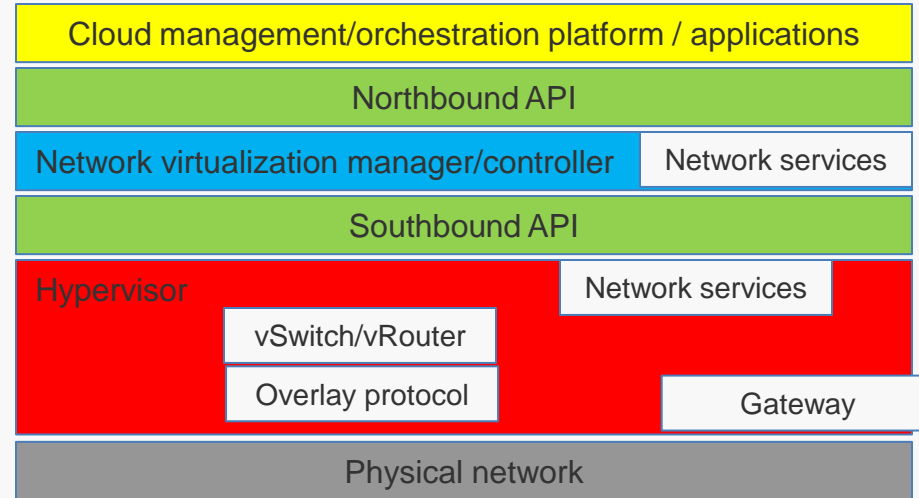 Cloud management/orchestration platform / applications
Northbound API
Network virtualization manager/controller
Network services
Southbound API
Hypervisor
Network services
vSwitch/vRouter
Overlay protocol
Gateway
Physical network